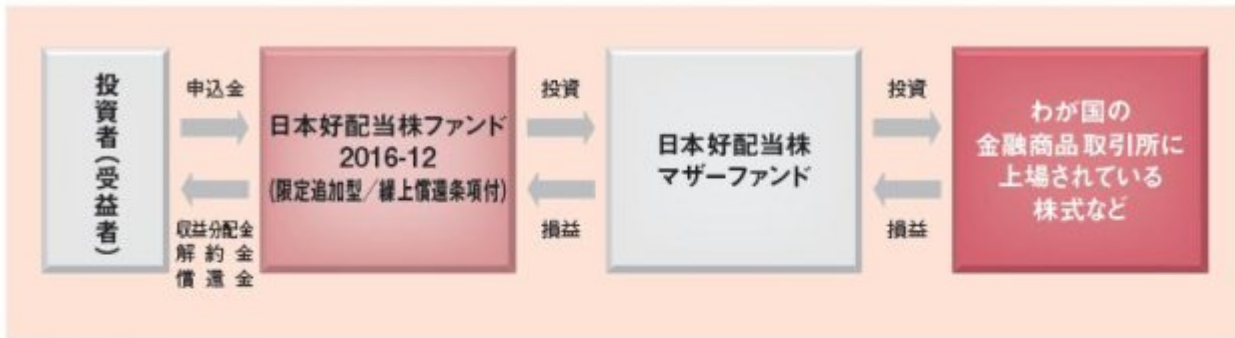 投資者(受益者)
申込金
収益分配金
解約金
償還金
日本好配当株ファンド
2016-12
(限定追加型/繰上償還条項付)
投資
損益
日本好配当株
マザーファンド
投資
損益
わが国の
金融商品取引所に
上場されている
株式など